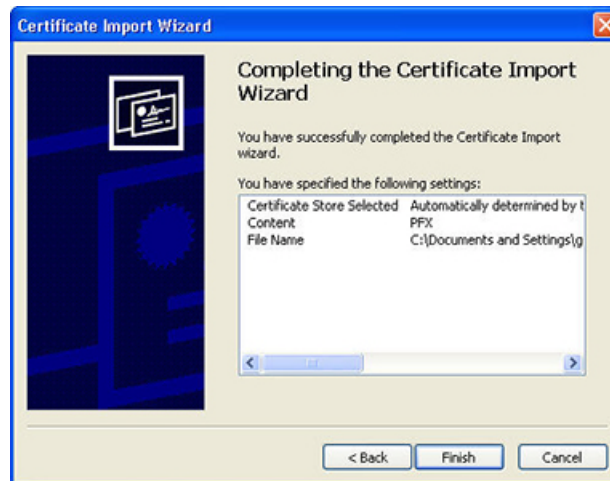 Certificate Import Wizard
Completing the Certificate Import
Wizard
You have successfully completed the Certificate Import
wizard.
You have specified the following settings:
Certificate Store Selected Automatically determined by t
Content PFX
File Name C:\Documents and Settings\g
< Back Finish Cancel